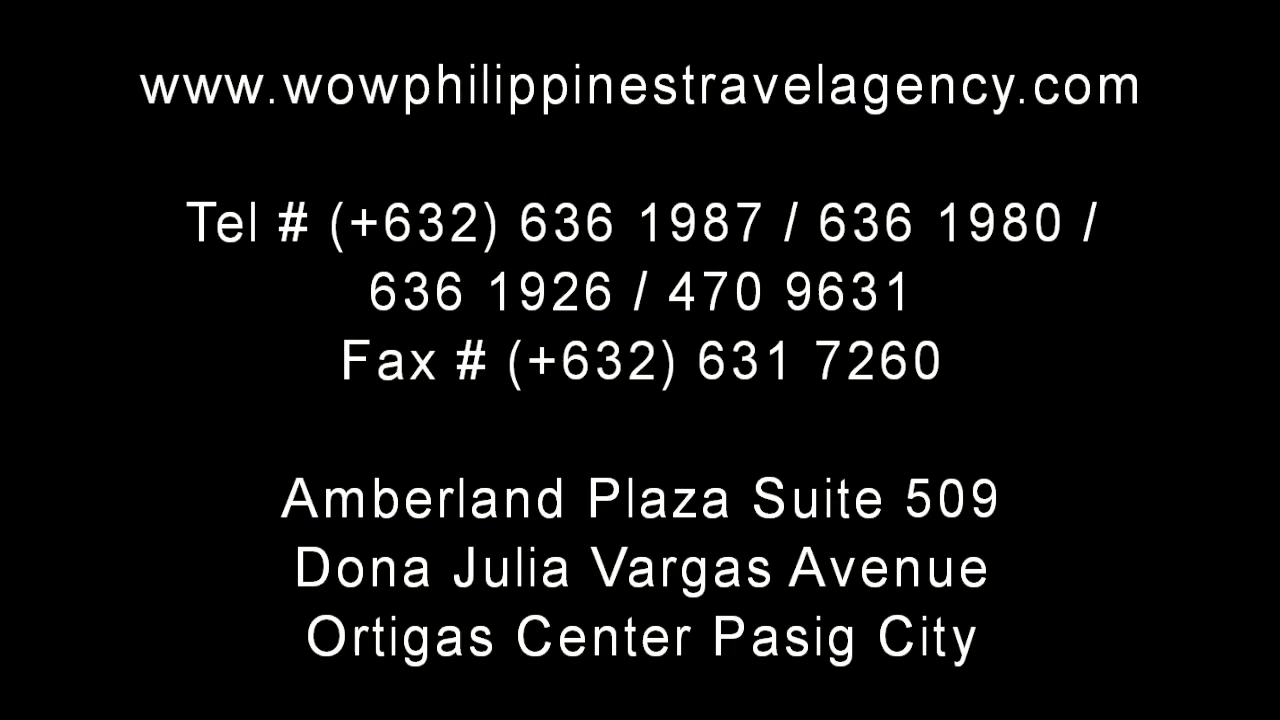 www.wowphilippinestravelagency.com
Tel # (+632) 636 1987 / 636 1980 /
636 1926 / 470 9631
Fax # (+632) 631 7260
Amberland Plaza Suite 509
Dona Julia Vargas Avenue
Ortigas Center Pasig City